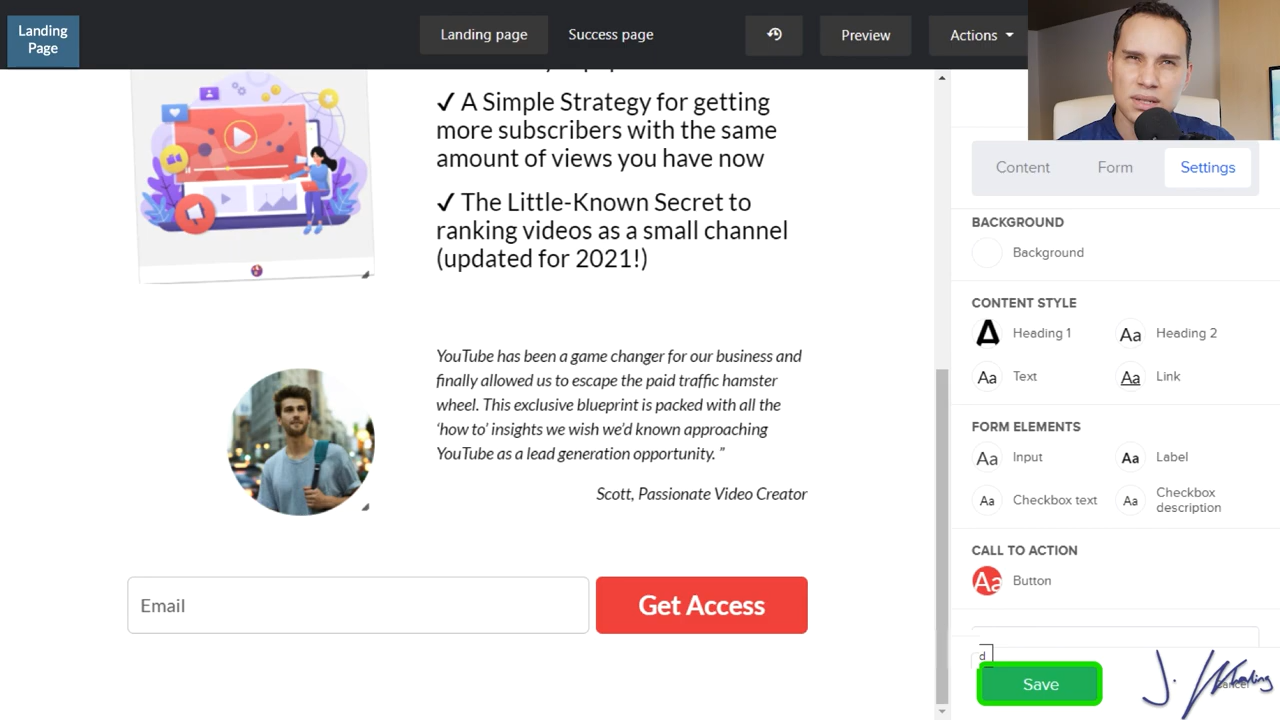 Landing
Page
Landing page
Success page
Preview
Actions
✓ A Simple Strategy for getting
more subscribers with the same
amount of views you have now
✓ The Little-Known Secret to
ranking videos as a small channel
(updated for 2021!)
YouTube has been a game changer for our business and
finally allowed us to escape the paid traffic hamster
wheel. This exclusive blueprint is packed with all the
‘how to’ insights we wish we’d known approaching
YouTube as a lead generation opportunity. ”
Scott, Passionate Video Creator
Email
Get Access
Content
Form
Settings
BACKGROUND
Background
CONTENT STYLE
A Heading 1
Aa Heading 2
Aa Text
Aa Link
FORM ELEMENTS
Aa Input
Aa Label
Aa Checkbox text
Aa Checkbox
description
CALL TO ACTION
Aa Button
d
Save
Cancel